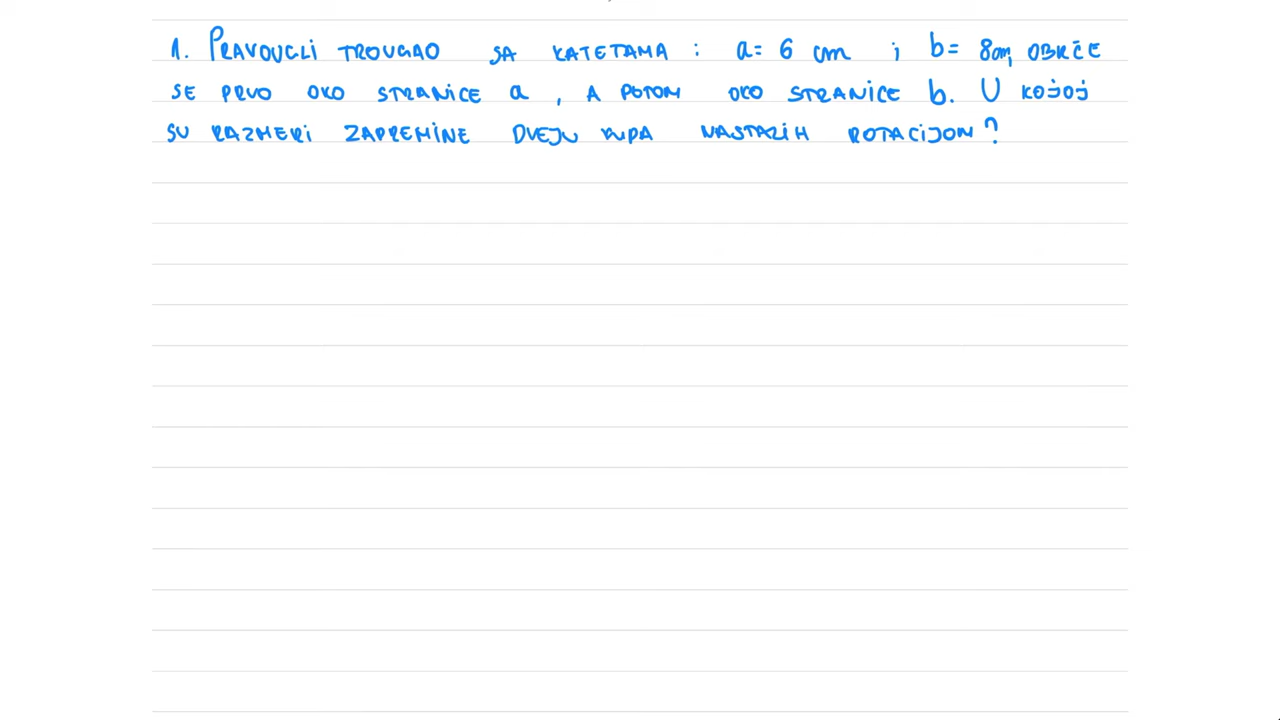 1. PRAVOUGLI TROUGAO SA KATETAMA : a= 6 cm i b= 8cm, OBRĆE
SE PRVO OKO STRANICE a , A POTOM OKO STRANICE b. U KOJOJ
SU RAZMERI ZAPREMINE DVEJU KUPA NASTALIH ROTACIJOM ?